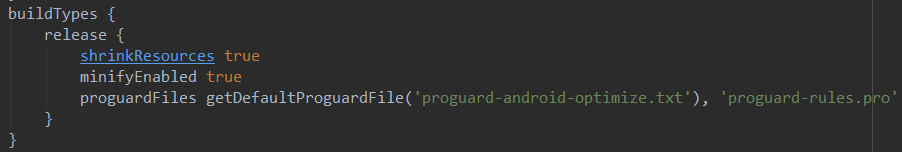 buildTypes {
release {
shrinkResources true
minifyEnabled true
proguardFiles getDefaultProguardFile('proguard-android-optimize.txt'), 'proguard-rules.pro'
}
}